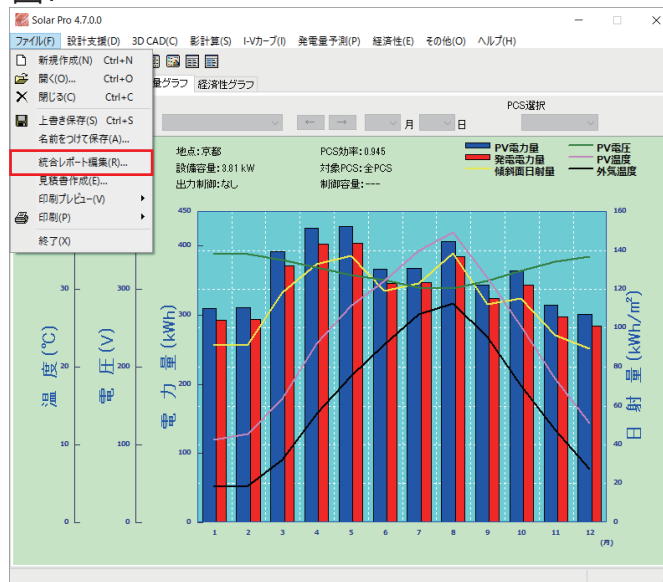 Solar Pro 4.7.0.0
ファイル(F) 設計支援(D) 3D CAD(C) 影計算(S) I-Vカーブ(I) 発電量予測(P) 経済性(E) その他(O) ヘルプ(H)
新規作成(N) Ctrl+N
開く(O)... Ctrl+O
閉じる(C) Ctrl+C
上書き保存(S) Ctrl+S
名前をつけて保存(A)...
統合レポート編集(R)...
見積書作成(E)...
印刷プレビュー(V)
印刷(P)
終了(X)
量グラフ 経済性グラフ
PCS選択
月 日
地点:京都 PCS効率:0.945
設備容量:3.81 kW 対象PCS:全PCS
出力制御:なし 制御容量:---
PV電力量 PV電圧
発電電力量 PV温度
傾斜面日射量 外気温度
温度(℃)
30
20
10
0
電圧(V)
300
200
100
0
電力量(kWh)
450
400
300
200
100
0
日射量(kWh/m²)
160
140
120
100
80
60
40
20
0
1 2 3 4 5 6 7 8 9 10 11 12
(月)